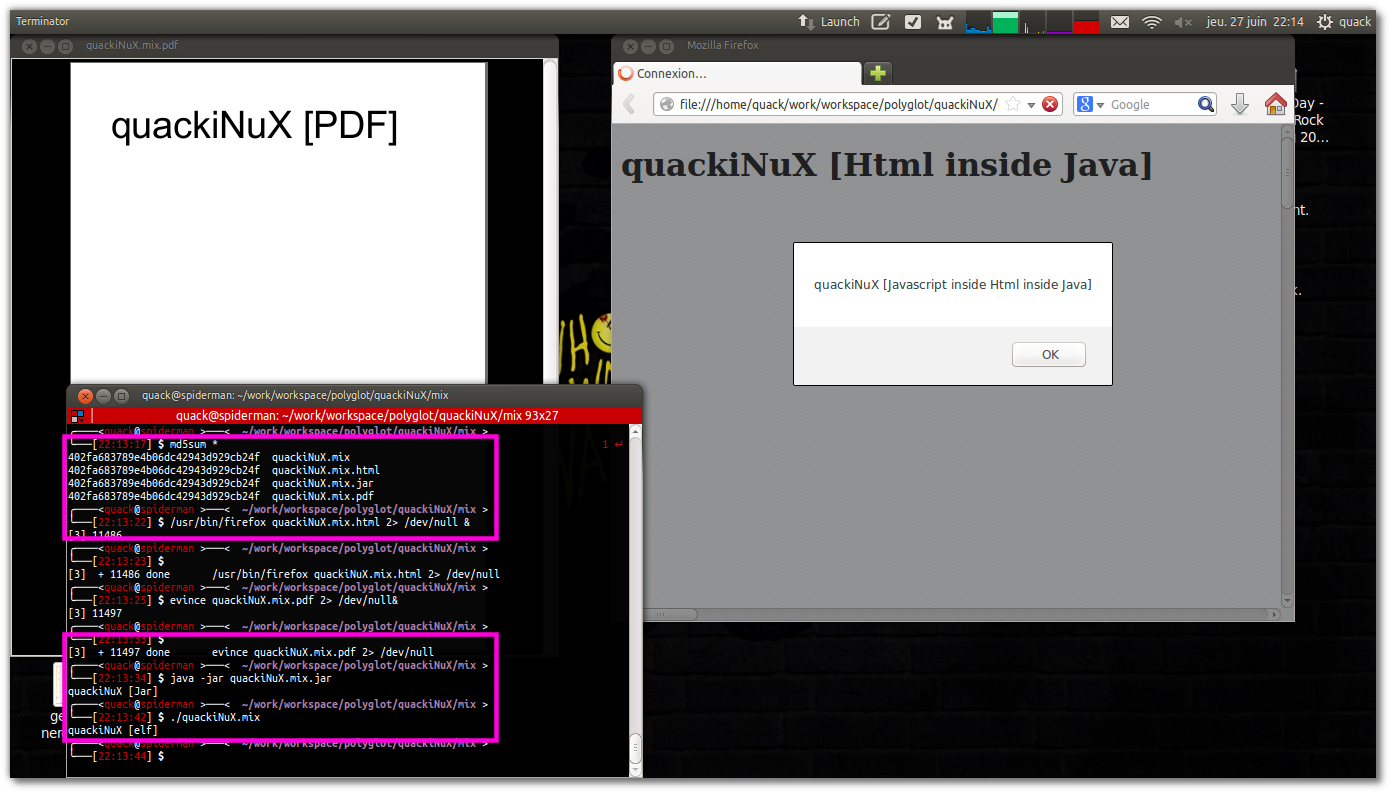 Terminator
Launch
jeu. 27 juin 22:14
quack
quackiNuX.mix.pdf
quackiNuX [PDF]
Mozilla Firefox
Connexion…
file:///home/quack/work/workspace/polyglot/quackiNuX/
Google
quackiNuX [Html inside Java]
quackiNuX [Javascript inside Html inside Java]
OK
Day -
Rock
20...
nt.
k.
quack@spiderman: ~/work/workspace/polyglot/quackiNuX/mix
quack@spiderman: ~/work/workspace/polyglot/quackiNuX/mix 93x27
<quack@spiderman >───< ~/work/workspace/polyglot/quackiNuX/mix >
[22:13:17] $ md5sum * 1 ↵
402fa683789e4b06dc42943d929cb24f quackiNuX.mix
402fa683789e4b06dc42943d929cb24f quackiNuX.mix.html
402fa683789e4b06dc42943d929cb24f quackiNuX.mix.jar
402fa683789e4b06dc42943d929cb24f quackiNuX.mix.pdf
<quack@spiderman >───< ~/work/workspace/polyglot/quackiNuX/mix >
[22:13:22] $ /usr/bin/firefox quackiNuX.mix.html 2> /dev/null &
[3] 11486
<quack@spiderman >───< ~/work/workspace/polyglot/quackiNuX/mix >
[22:13:23] $
[3] + 11486 done /usr/bin/firefox quackiNuX.mix.html 2> /dev/null
<quack@spiderman >───< ~/work/workspace/polyglot/quackiNuX/mix >
[22:13:25] $ evince quackiNuX.mix.pdf 2> /dev/null&
[3] 11497
<quack@spiderman >───< ~/work/workspace/polyglot/quackiNuX/mix >
[22:13:33] $
[3] + 11497 done evince quackiNuX.mix.pdf 2> /dev/null
<quack@spiderman >───< ~/work/workspace/polyglot/quackiNuX/mix >
[22:13:34] $ java -jar quackiNuX.mix.jar
quackiNuX [Jar]
<quack@spiderman >───< ~/work/workspace/polyglot/quackiNuX/mix >
[22:13:42] $ ./quackiNuX.mix
quackiNuX [elf]
<quack@spiderman >───< ~/work/workspace/polyglot/quackiNuX/mix >
[22:13:44] $
ge
ner